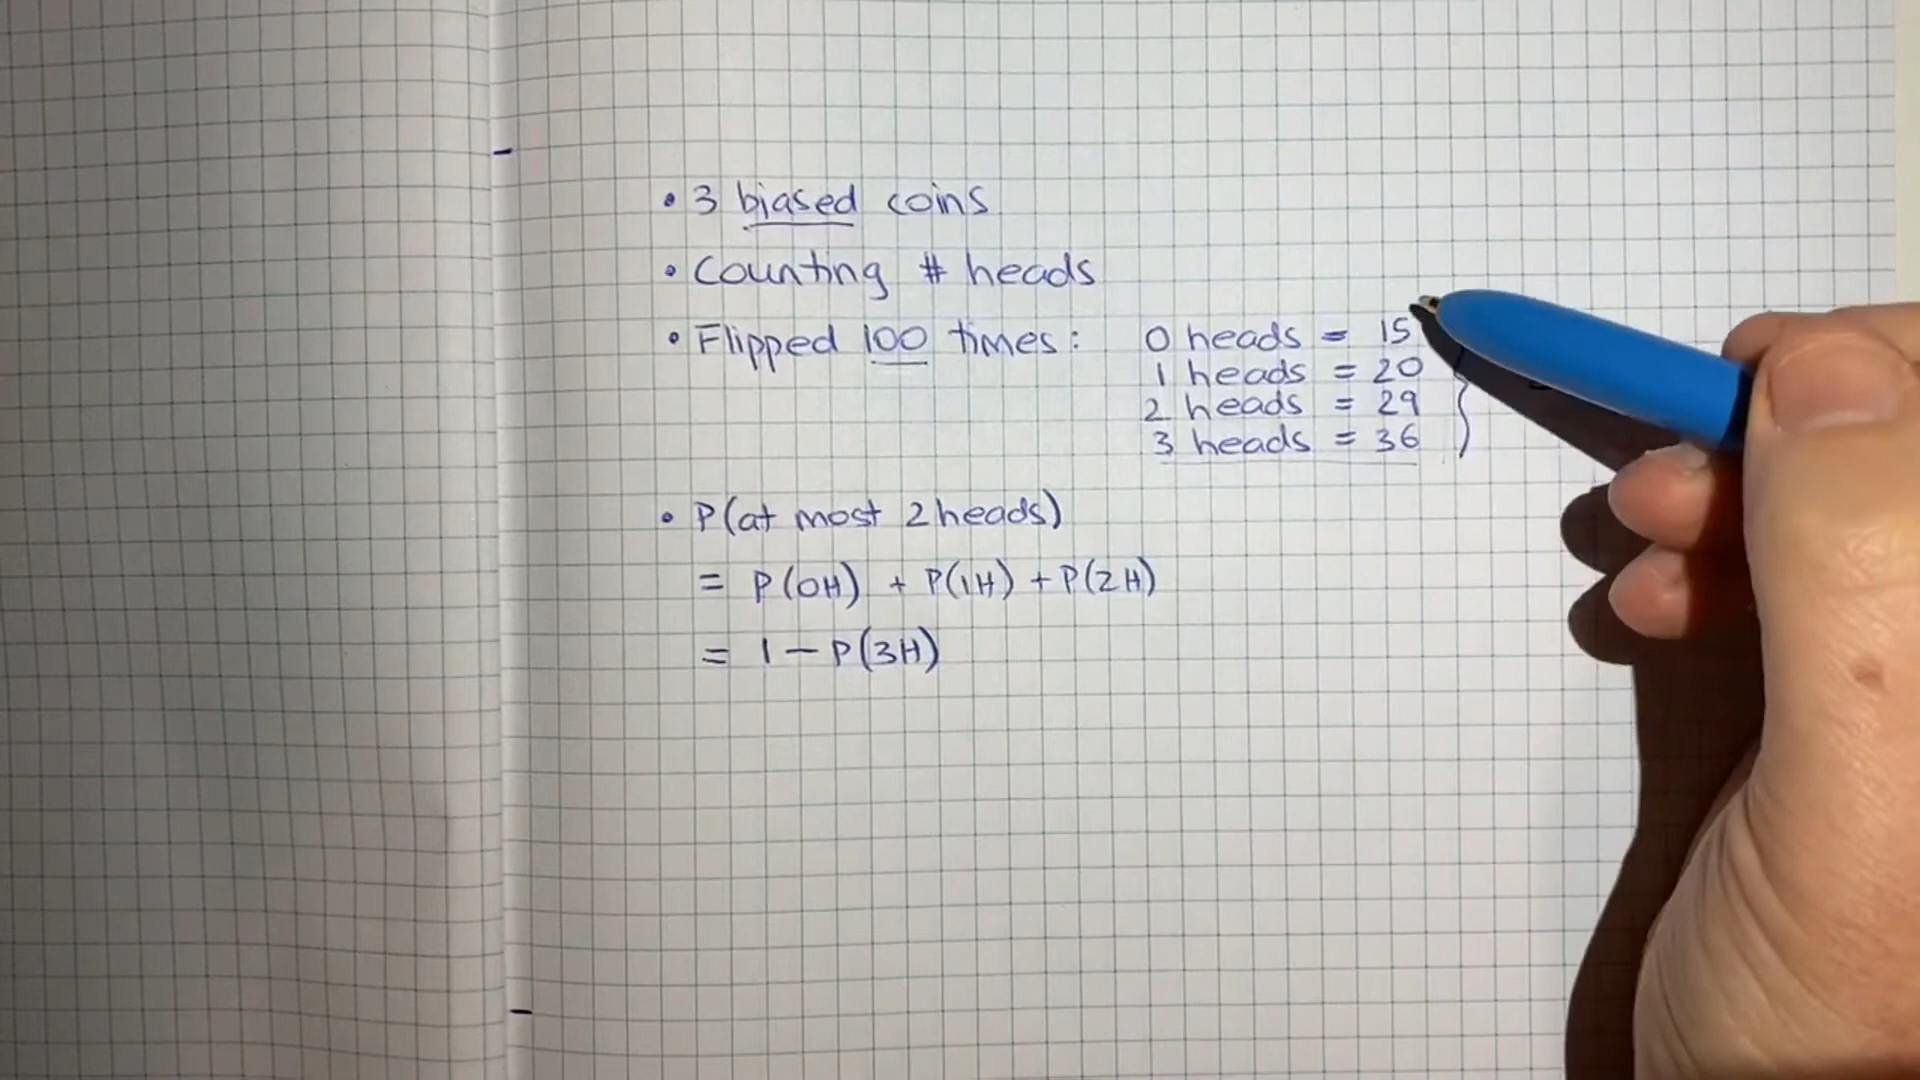 • 3 biased coins
• Counting # heads
• Flipped 100 times: 0 heads = 15
1 heads = 20
2 heads = 29
3 heads = 36
• P(at most 2 heads)
= P(0H) + P(1H) + P(2H)
= 1 - P(3H)